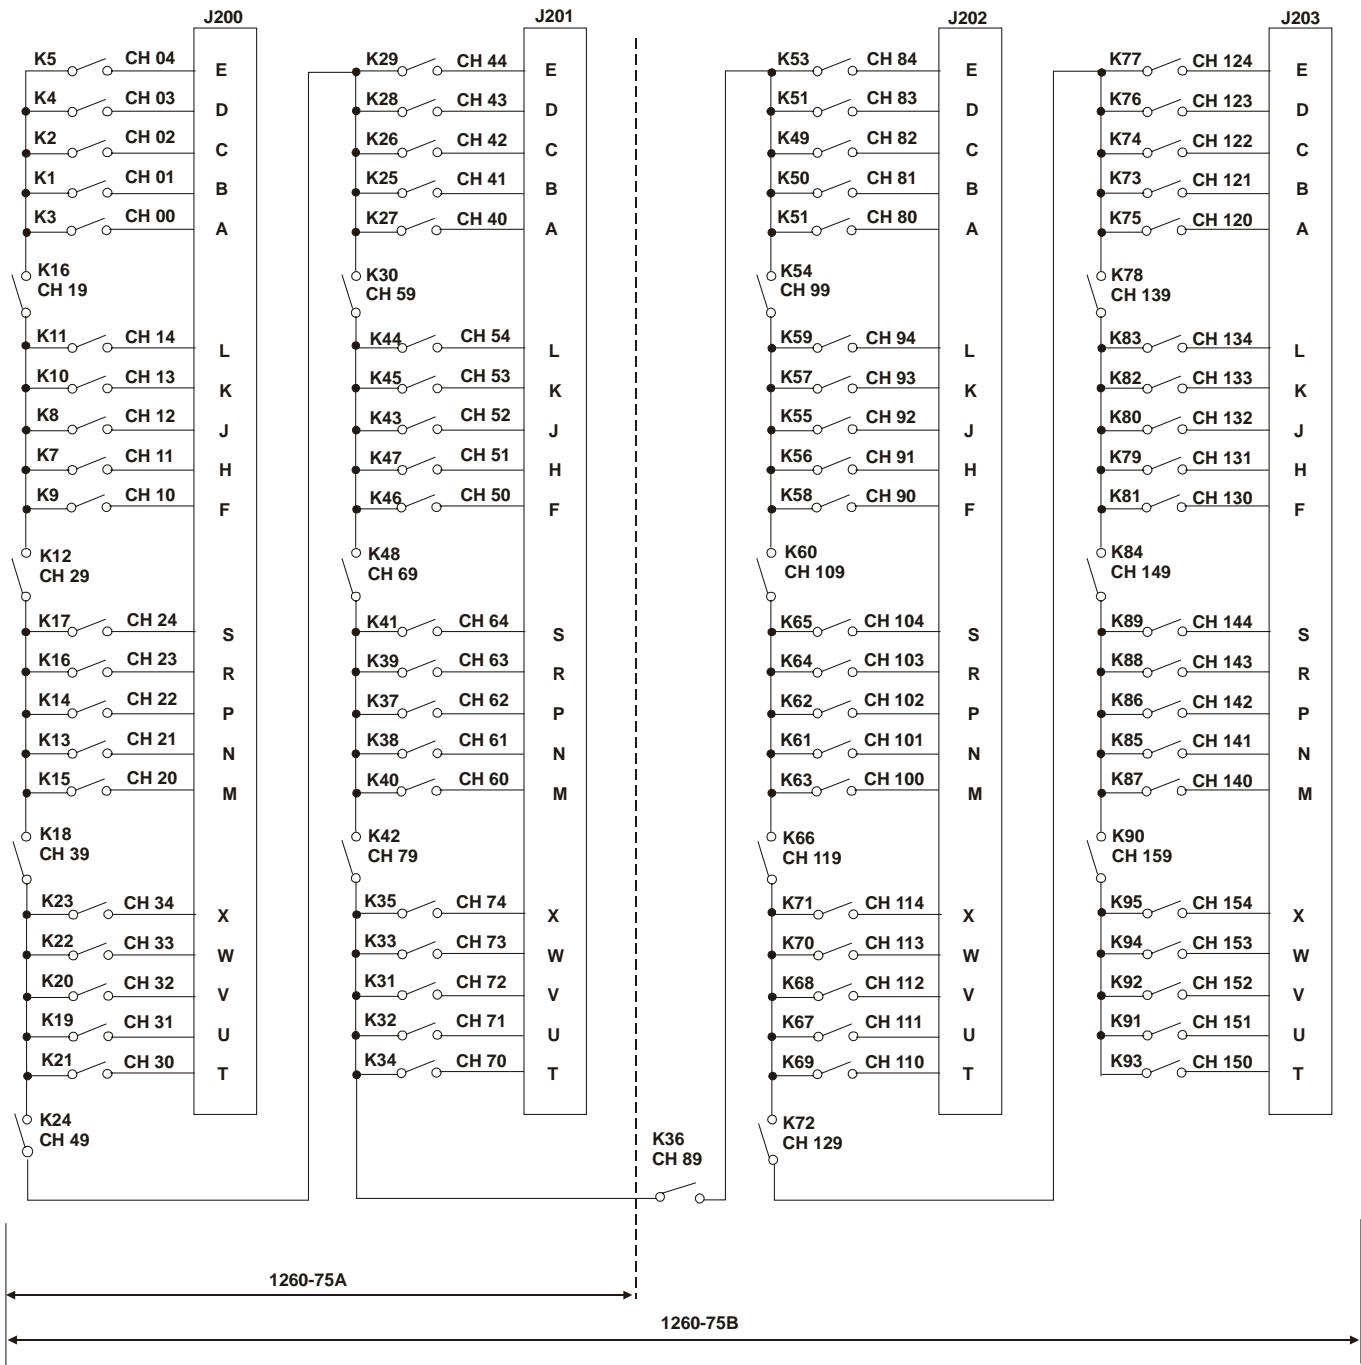 J200
K5 CH 04 E
K4 CH 03 D
K2 CH 02 C
K1 CH 01 B
K3 CH 00 A
K16
CH 19
K11 CH 14 L
K10 CH 13 K
K8 CH 12 J
K7 CH 11 H
K9 CH 10 F
K12
CH 29
K17 CH 24 S
K16 CH 23 R
K14 CH 22 P
K13 CH 21 N
K15 CH 20 M
K18
CH 39
K23 CH 34 X
K22 CH 33 W
K20 CH 32 V
K19 CH 31 U
K21 CH 30 T
K24
CH 49
J201
K29 CH 44 E
K28 CH 43 D
K26 CH 42 C
K25 CH 41 B
K27 CH 40 A
K30
CH 59
K44 CH 54 L
K45 CH 53 K
K43 CH 52 J
K47 CH 51 H
K46 CH 50 F
K48
CH 69
K41 CH 64 S
K39 CH 63 R
K37 CH 62 P
K38 CH 61 N
K40 CH 60 M
K42
CH 79
K35 CH 74 X
K33 CH 73 W
K31 CH 72 V
K32 CH 71 U
K34 CH 70 T
K36
CH 89
J202
K53 CH 84 E
K51 CH 83 D
K49 CH 82 C
K50 CH 81 B
K51 CH 80 A
K54
CH 99
K59 CH 94 L
K57 CH 93 K
K55 CH 92 J
K56 CH 91 H
K58 CH 90 F
K60
CH 109
K65 CH 104 S
K64 CH 103 R
K62 CH 102 P
K61 CH 101 N
K63 CH 100 M
K66
CH 119
K71 CH 114 X
K70 CH 113 W
K68 CH 112 V
K67 CH 111 U
K69 CH 110 T
K72
CH 129
J203
K77 CH 124 E
K76 CH 123 D
K74 CH 122 C
K73 CH 121 B
K75 CH 120 A
K78
CH 139
K83 CH 134 L
K82 CH 133 K
K80 CH 132 J
K79 CH 131 H
K81 CH 130 F
K84
CH 149
K89 CH 144 S
K88 CH 143 R
K86 CH 142 P
K85 CH 141 N
K87 CH 140 M
K90
CH 159
K95 CH 154 X
K94 CH 153 W
K92 CH 152 V
K91 CH 151 U
K93 CH 150 T
1260-75A
1260-75B